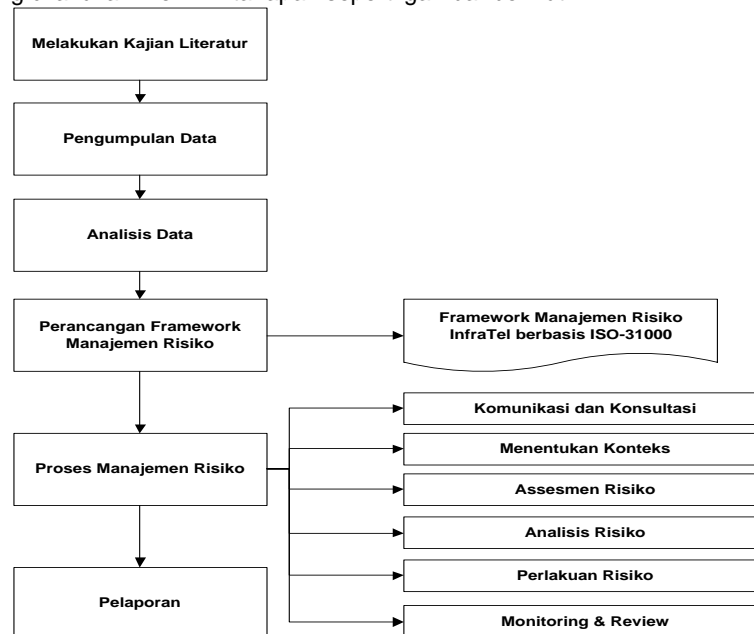 Melakukan Kajian Literatur
Pengumpulan Data
Analisis Data
Perancangan Framework
Manajemen Risiko
Framework Manajemen Risiko
InfraTel berbasis ISO-31000
Proses Manajemen Risiko
Komunikasi dan Konsultasi
Menentukan Konteks
Assesmen Risiko
Analisis Risiko
Perlakuan Risiko
Monitoring & Review
Pelaporan